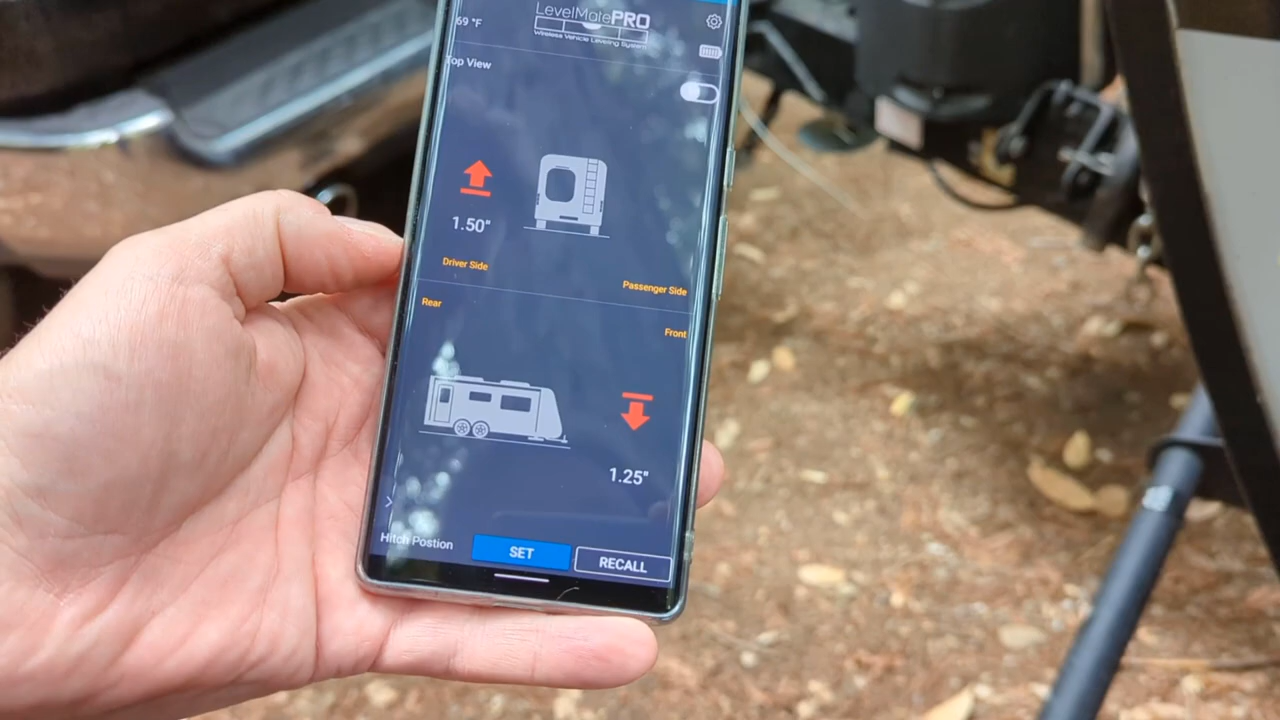 LevelMatePRO
Wireless Vehicle Leveling System
69 °F
Top View
1.50"
Driver Side
Passenger Side
Rear
Front
1.25"
Hitch Postion
SET
RECALL